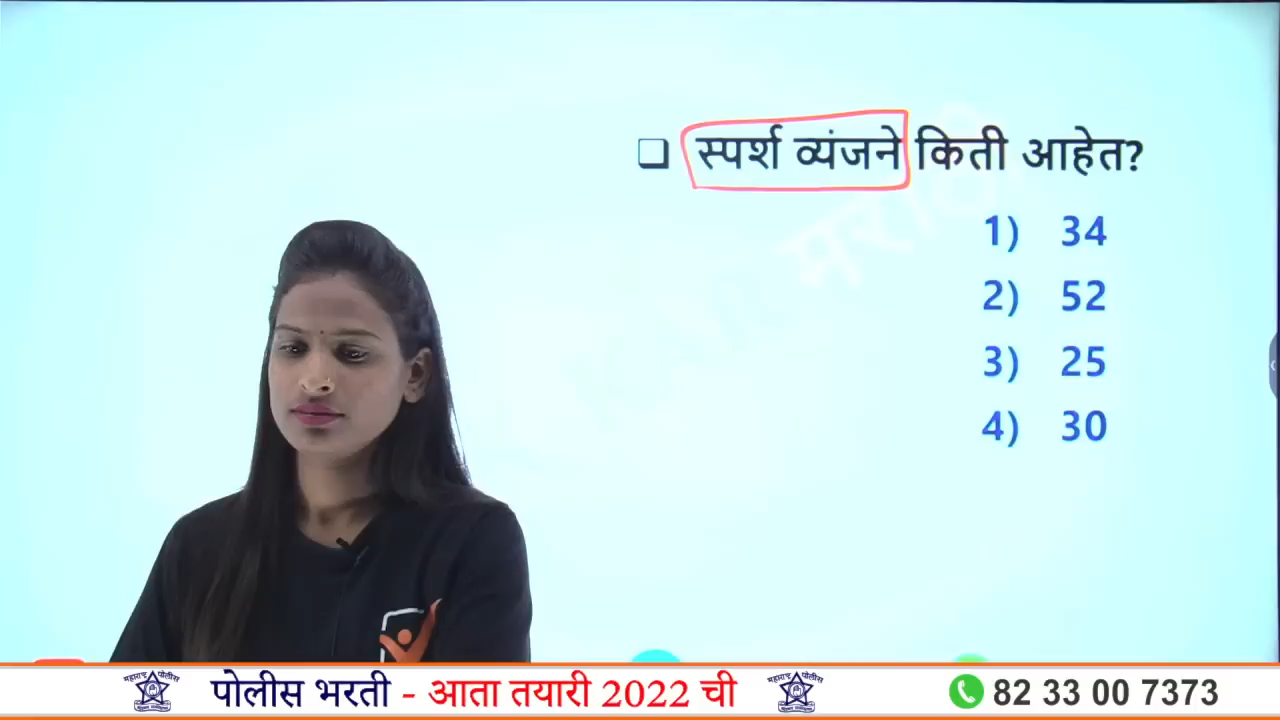 ❑ स्पर्श व्यंजने किती आहेत?
1) 34
2) 52
3) 25
4) 30
पोलीस भरती - आता तयारी 2022 ची
82 33 00 7373